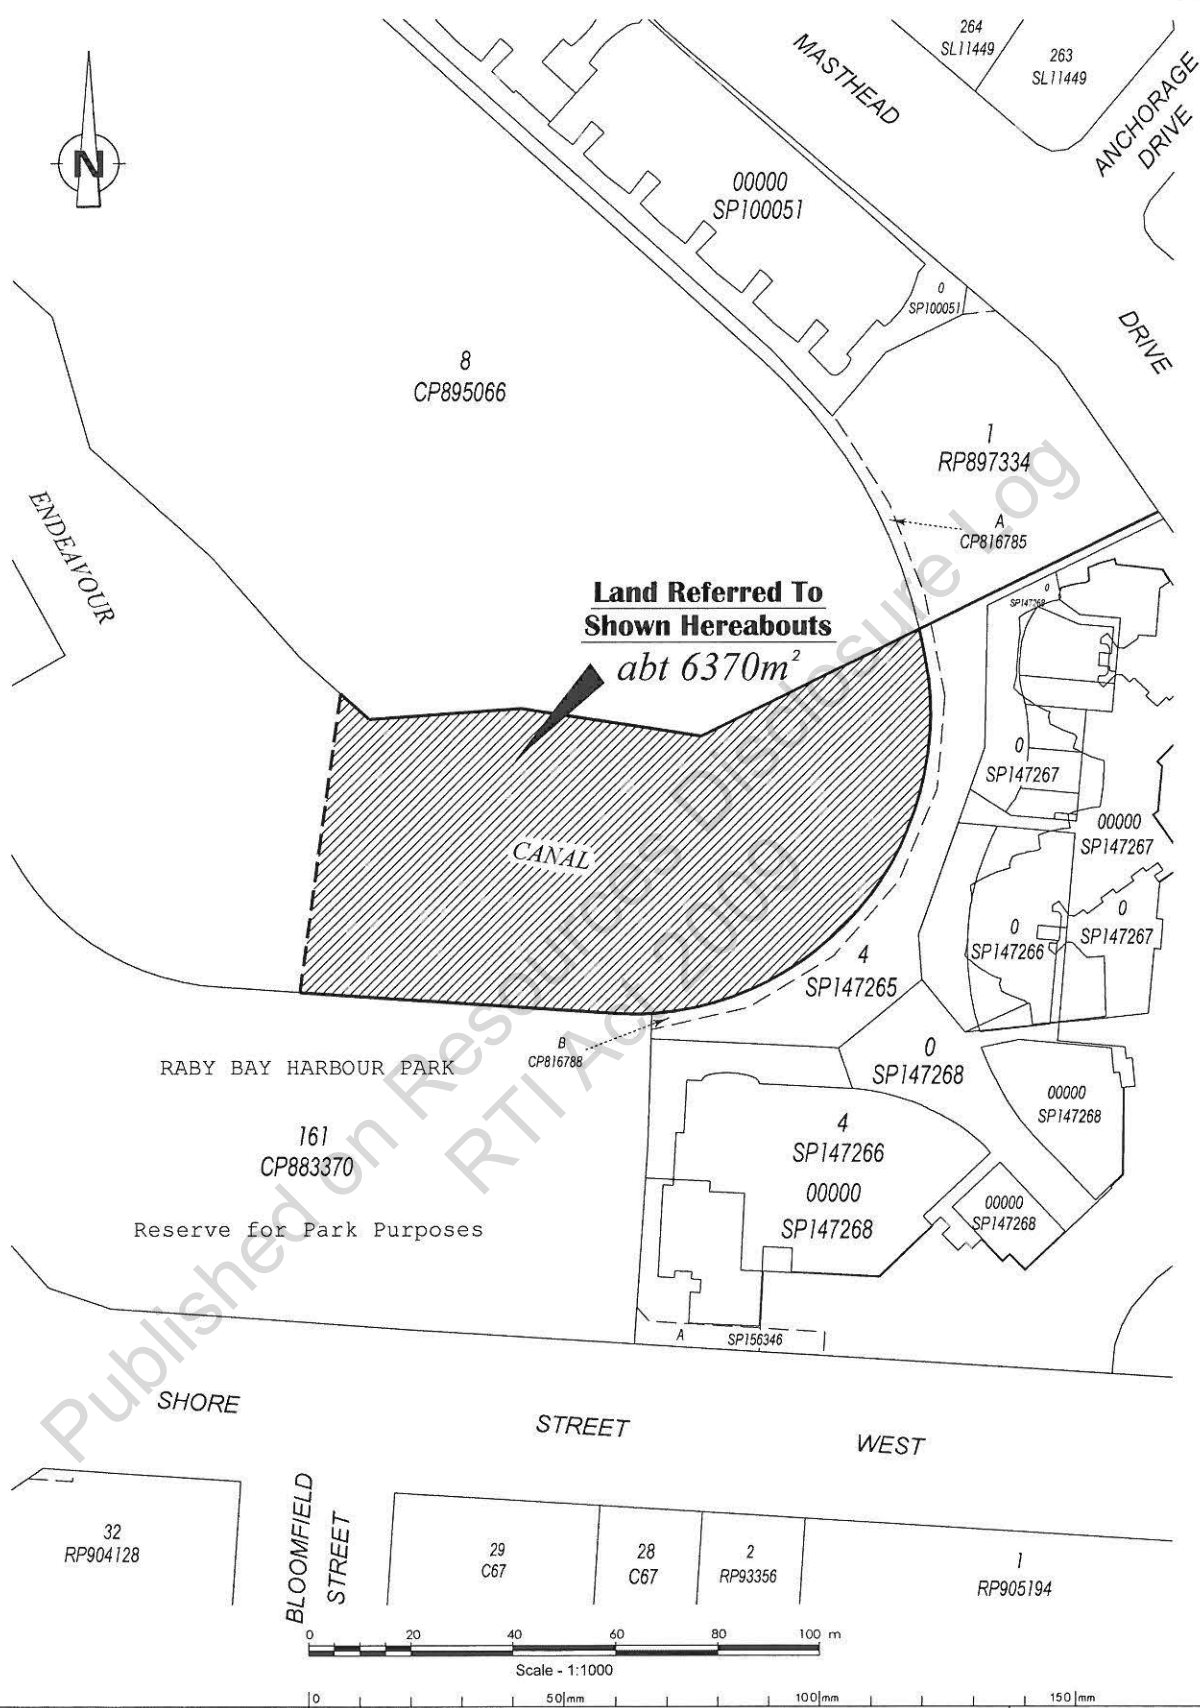 264
SL11449
263
SL11449
MASTHEAD
ANCHORAGE
DRIVE
N
00000
SP100051
0
SP100051
DRIVE
8
CP895066
1
RP897334
A
CP816785
ENDEAVOUR
Land Referred To
Shown Hereabouts
abt 6370m²
0
SP147268
0
SP147267
00000
SP147267
CANAL
0
SP147266
0
SP147267
4
SP147265
B
CP816788
RABY BAY HARBOUR PARK
0
SP147268
00000
SP147268
161
CP883370
4
SP147266
00000
SP147268
00000
SP147268
Reserve for Park Purposes
A
SP156346
SHORE
STREET
WEST
BLOOMFIELD
STREET
32
RP904128
29
C67
28
C67
2
RP93356
1
RP905194
0 20 40 60 80 100 m
Scale - 1:1000
0 50 mm 100 mm 150 mm
Published on Resources Disclosure Log
RTI Act 2009